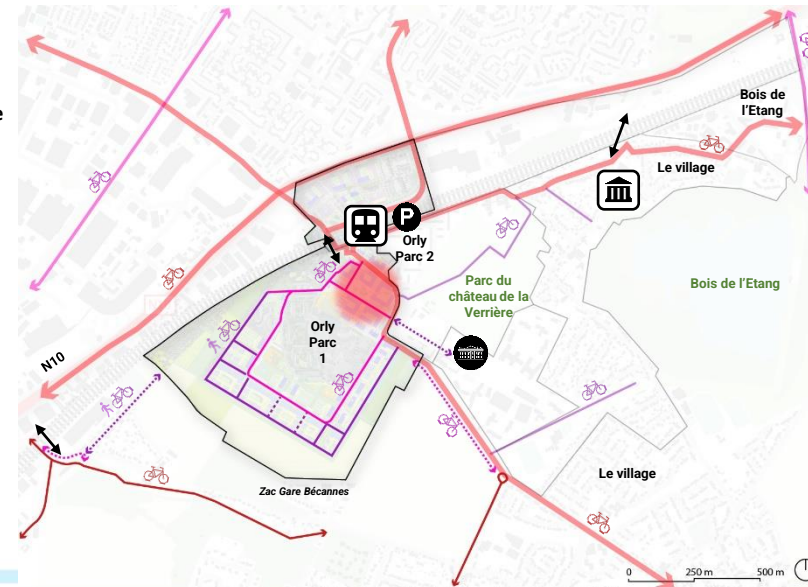 e
Bois de
l'Etang
Le village
P
Orly
Parc 2
Parc du
château de la
Verrière
Bois de l'Etang
Orly
Parc
1
N10
Le village
Zac Gare Bécannes
0
250 m
500 m